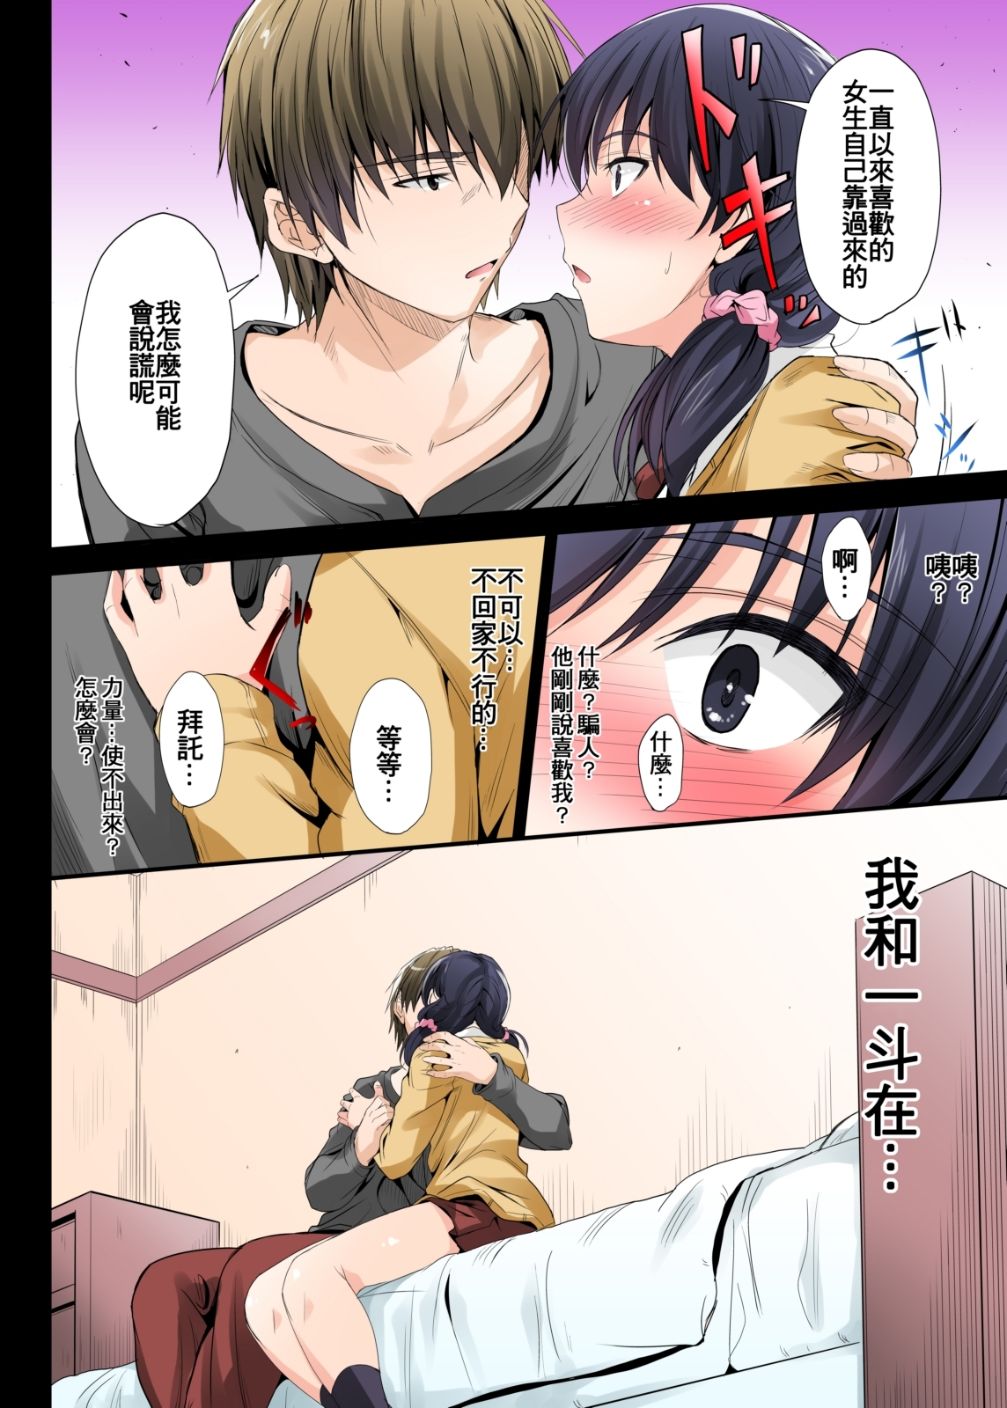 一直以來喜歡的
女生自己靠過來的
ドキ
ドキ
我怎麼可能
會說謊呢
咦?
咦?
啊…
什麼…
什麼?騙人?
他剛剛說喜歡我?
不可以…
不回家不行的…
等等…
拜託…
力量…使不出來?
怎麼會?
我和一斗在…